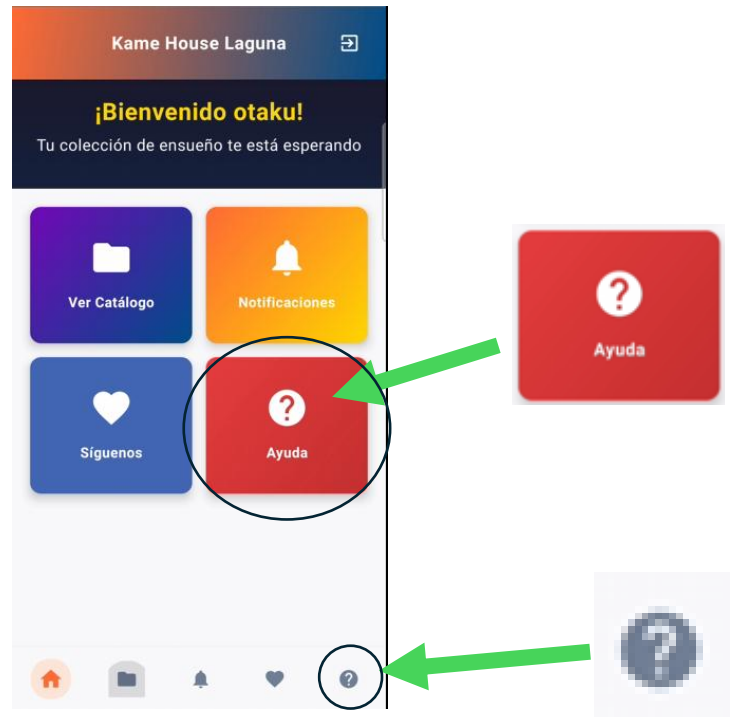 Kame House Laguna
¡Bienvenido otaku!
Tu colección de ensueño te está esperando
Ver Catálogo
Notificaciones
Síguenos
Ayuda
Ayuda